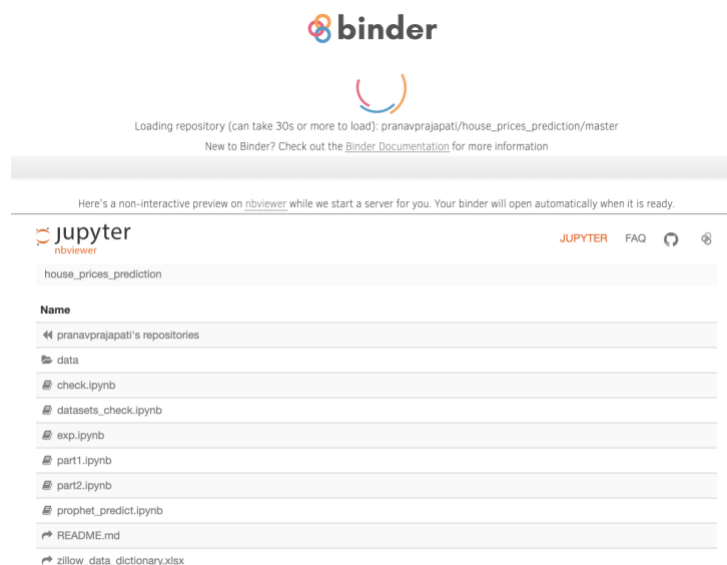 binder
Loading repository (can take 30s or more to load): pranavprajapati/house_prices_prediction/master
New to Binder? Check out the Binder Documentation for more information
Here's a non-interactive preview on nbviewer while we start a server for you. Your binder will open automatically when it is ready.
jupyter
nbviewer
JUPYTER FAQ
house_prices_prediction
Name
pranavprajapati's repositories
data
check.ipynb
datasets_check.ipynb
exp.ipynb
part1.ipynb
part2.ipynb
prophet_predict.ipynb
README.md
zillow_data_dictionary.xlsx